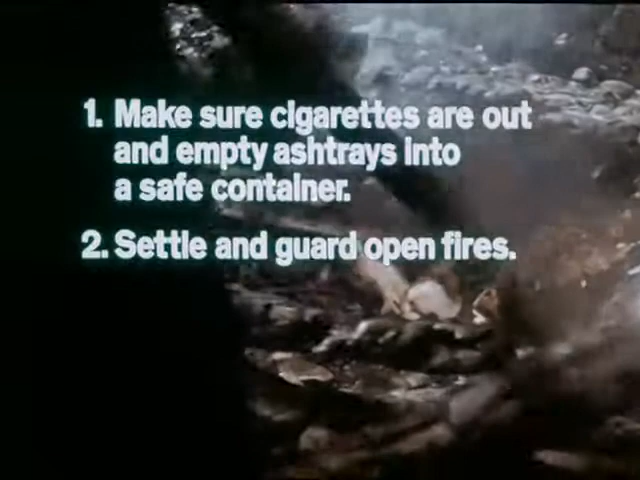 1. Make sure cigarettes are out
and empty ashtrays into
a safe container.
2. Settle and guard open fires.